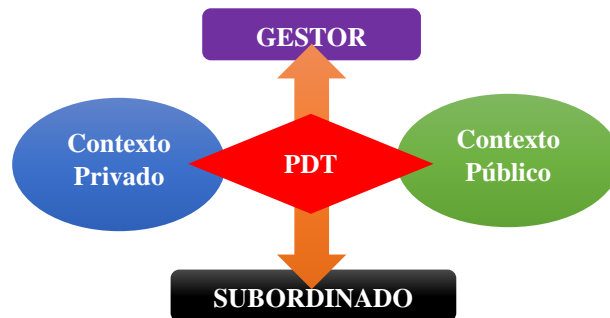 GESTOR
Contexto
Privado
PDT
Contexto
Público
SUBORDINADO